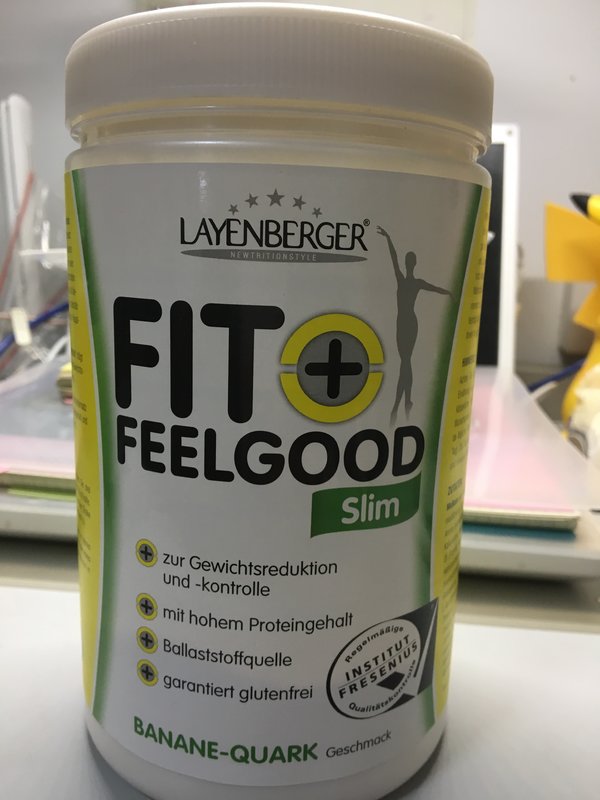 LAYENBERGER®
NEWTRITIONSTYLE
FIT+
FEELGOOD
Slim
zur Gewichtsreduktion
und -kontrolle
mit hohem Proteingehalt
Ballaststoffquelle
garantiert glutenfrei
Regelmäßige
INSTITUT
FRESENIUS
Qualitätskontrolle
BANANE-QUARK Geschmack